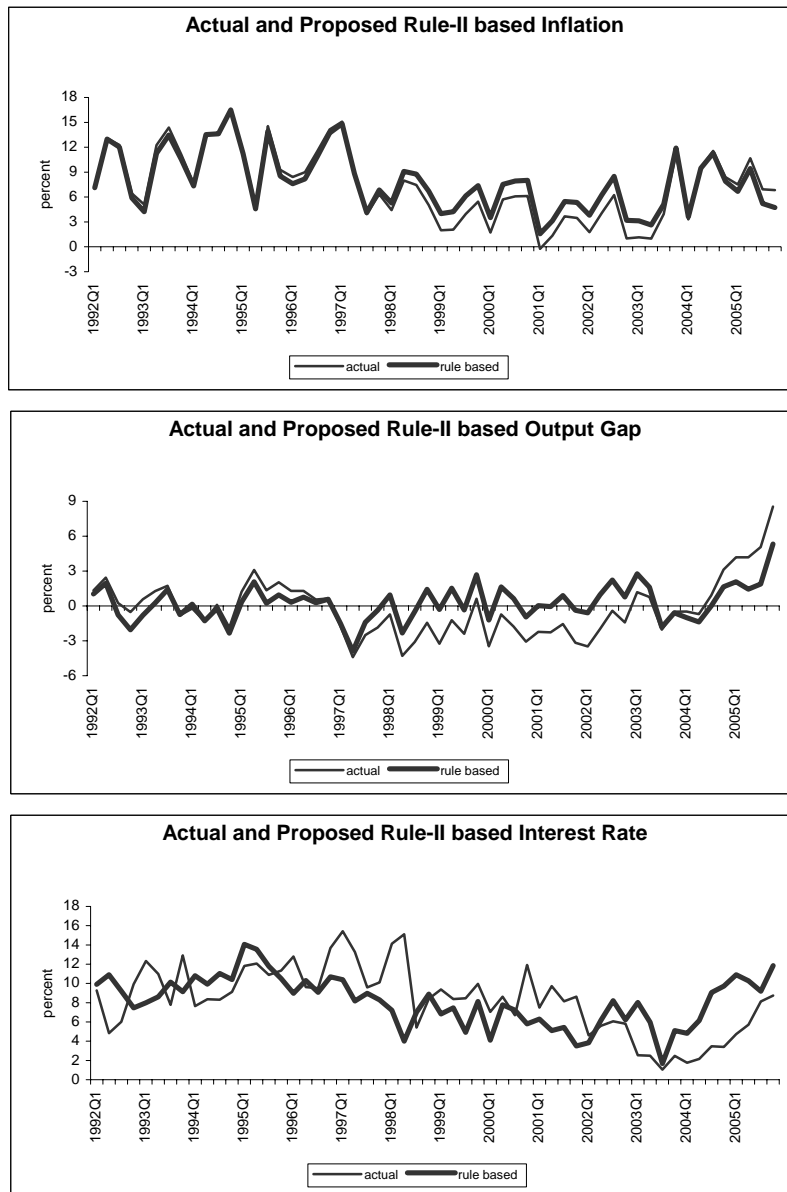 Actual and Proposed Rule-II based Inflation
percent
18
15
12
9
6
3
0
-3
1992Q1
1993Q1
1994Q1
1995Q1
1996Q1
1997Q1
1998Q1
1999Q1
2000Q1
2001Q1
2002Q1
2003Q1
2004Q1
2005Q1
actual rule based
Actual and Proposed Rule-II based Output Gap
percent
9
6
3
0
-3
-6
1992Q1
1993Q1
1994Q1
1995Q1
1996Q1
1997Q1
1998Q1
1999Q1
2000Q1
2001Q1
2002Q1
2003Q1
2004Q1
2005Q1
actual rule based
Actual and Proposed Rule-II based Interest Rate
percent
18
16
14
12
10
8
6
4
2
0
1992Q1
1993Q1
1994Q1
1995Q1
1996Q1
1997Q1
1998Q1
1999Q1
2000Q1
2001Q1
2002Q1
2003Q1
2004Q1
2005Q1
actual rule based